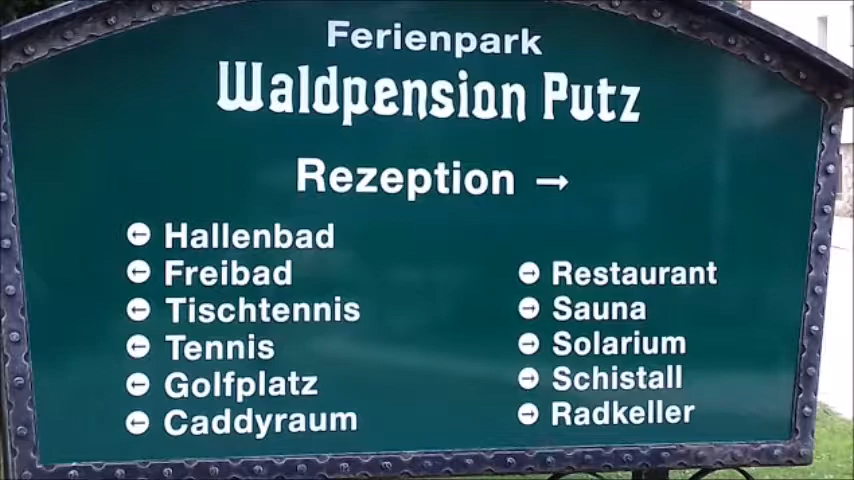 Ferienpark
Waldpension Putz
Rezeption →
← Hallenbad
← Freibad
← Tischtennis
← Tennis
← Golfplatz
← Caddyraum
→ Restaurant
→ Sauna
→ Solarium
→ Schistall
→ Radkeller